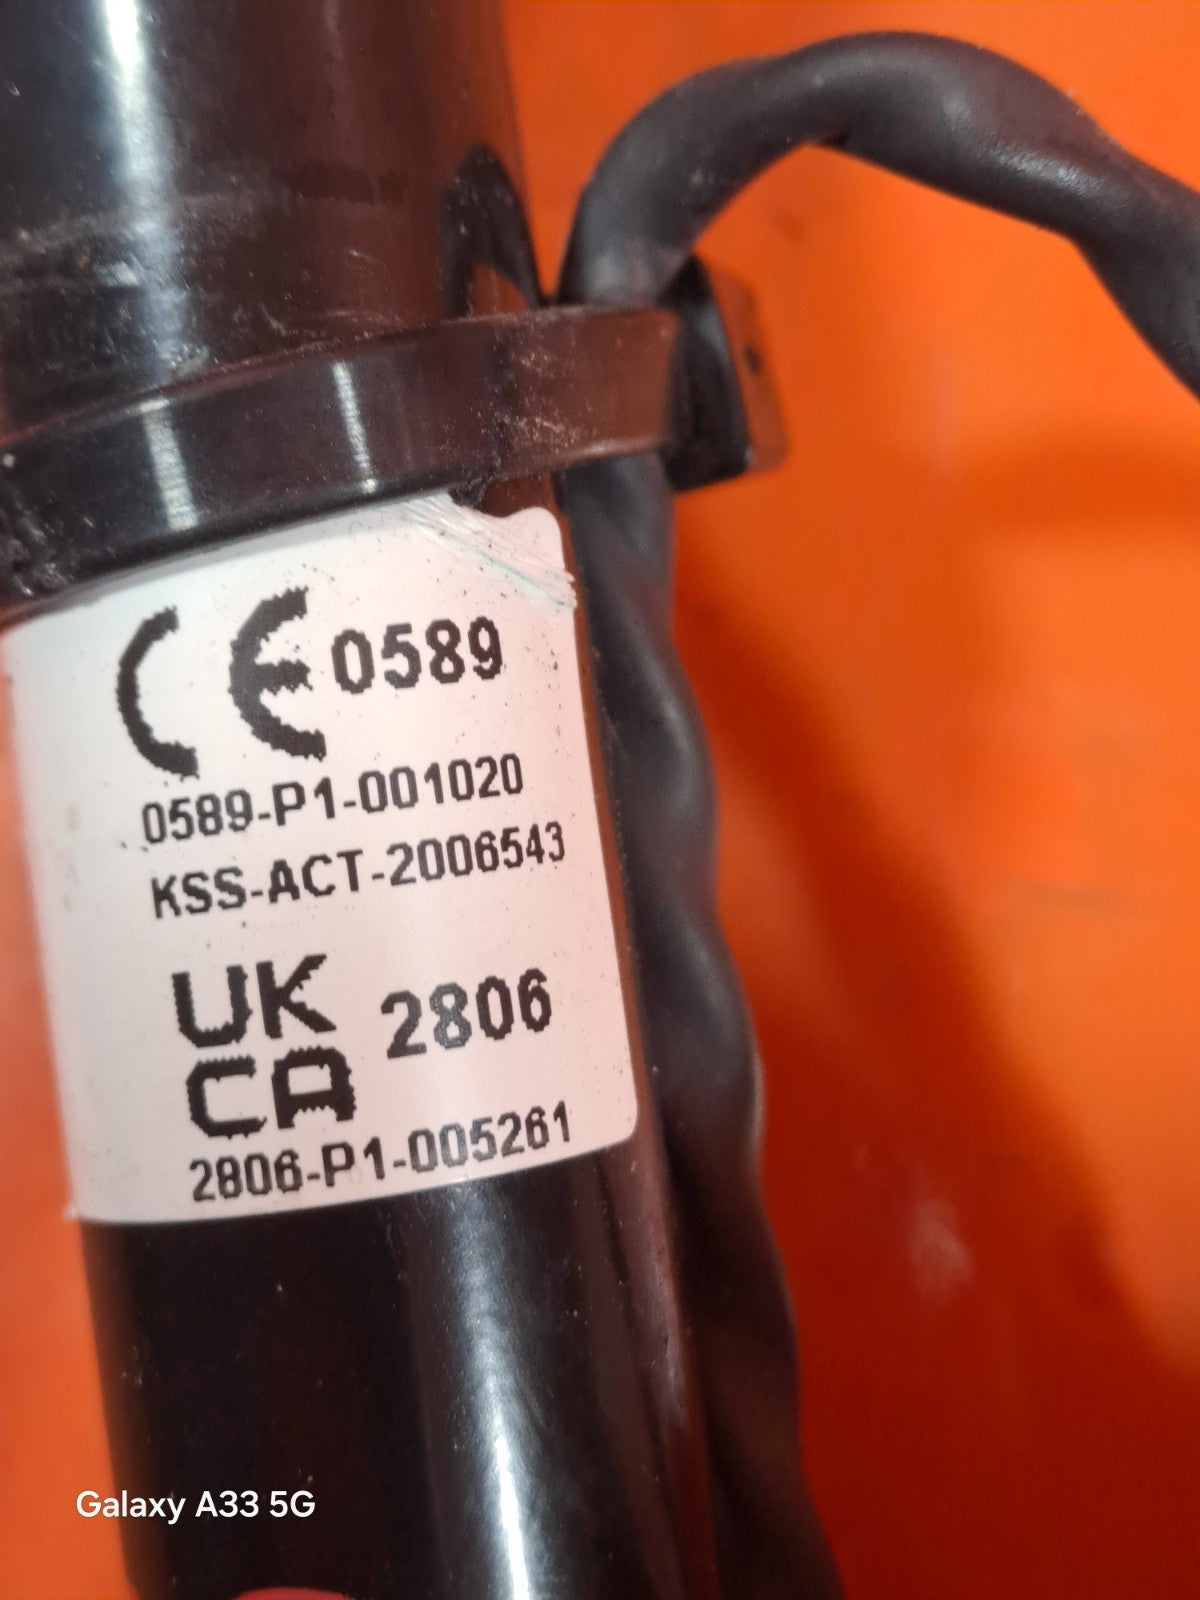 CE 0589
0589-P1-001020
KSS-ACT-2006543
UK
CA 2806
2806-P1-005261
Galaxy A33 5G